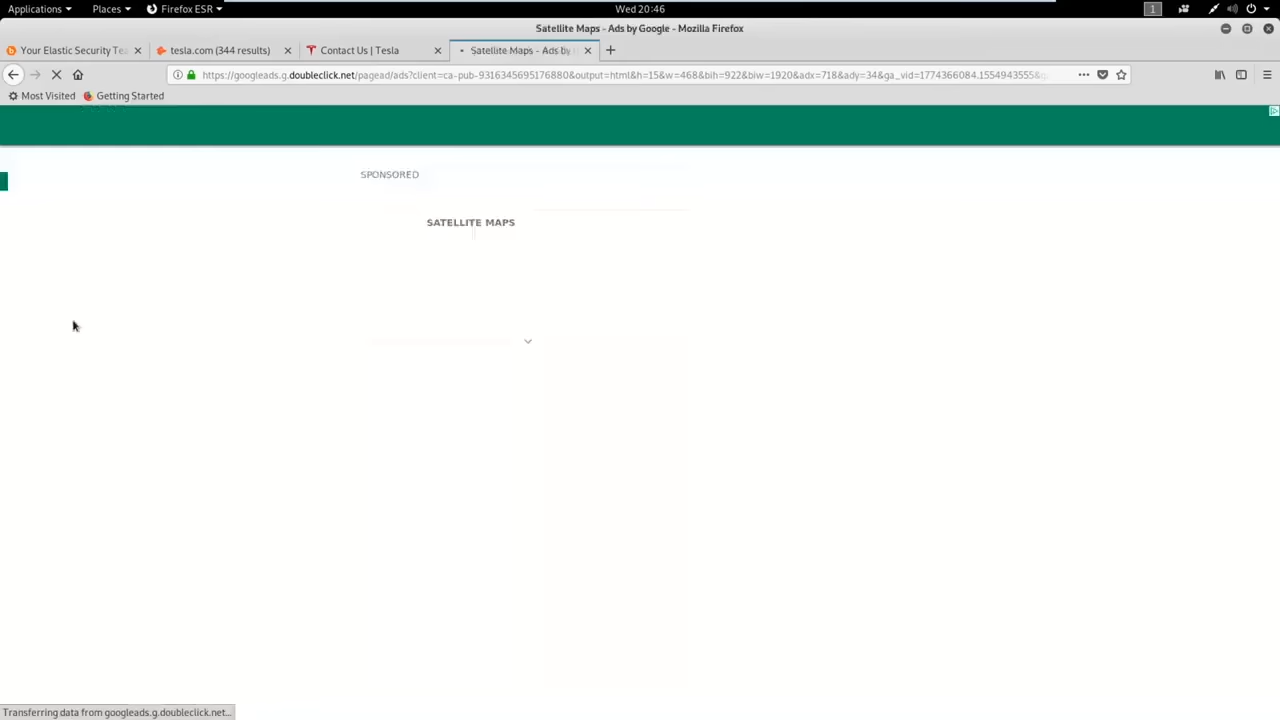 Applications Places Firefox ESR Wed 20:46 1
Satellite Maps - Ads by Google - Mozilla Firefox
Your Elastic Security Tea tesla.com (344 results) Contact Us | Tesla Satellite Maps - Ads by
https://googleads.g.doubleclick.net/pagead/ads?client=ca-pub-9316345695176880&output=html&h=15&w=468&bih=922&biw=1920&adx=718&ady=34&ga_vid=1774366084.1554943555&g
Most Visited Getting Started
SPONSORED
SATELLITE MAPS
Transferring data from googleads.g.doubleclick.net...